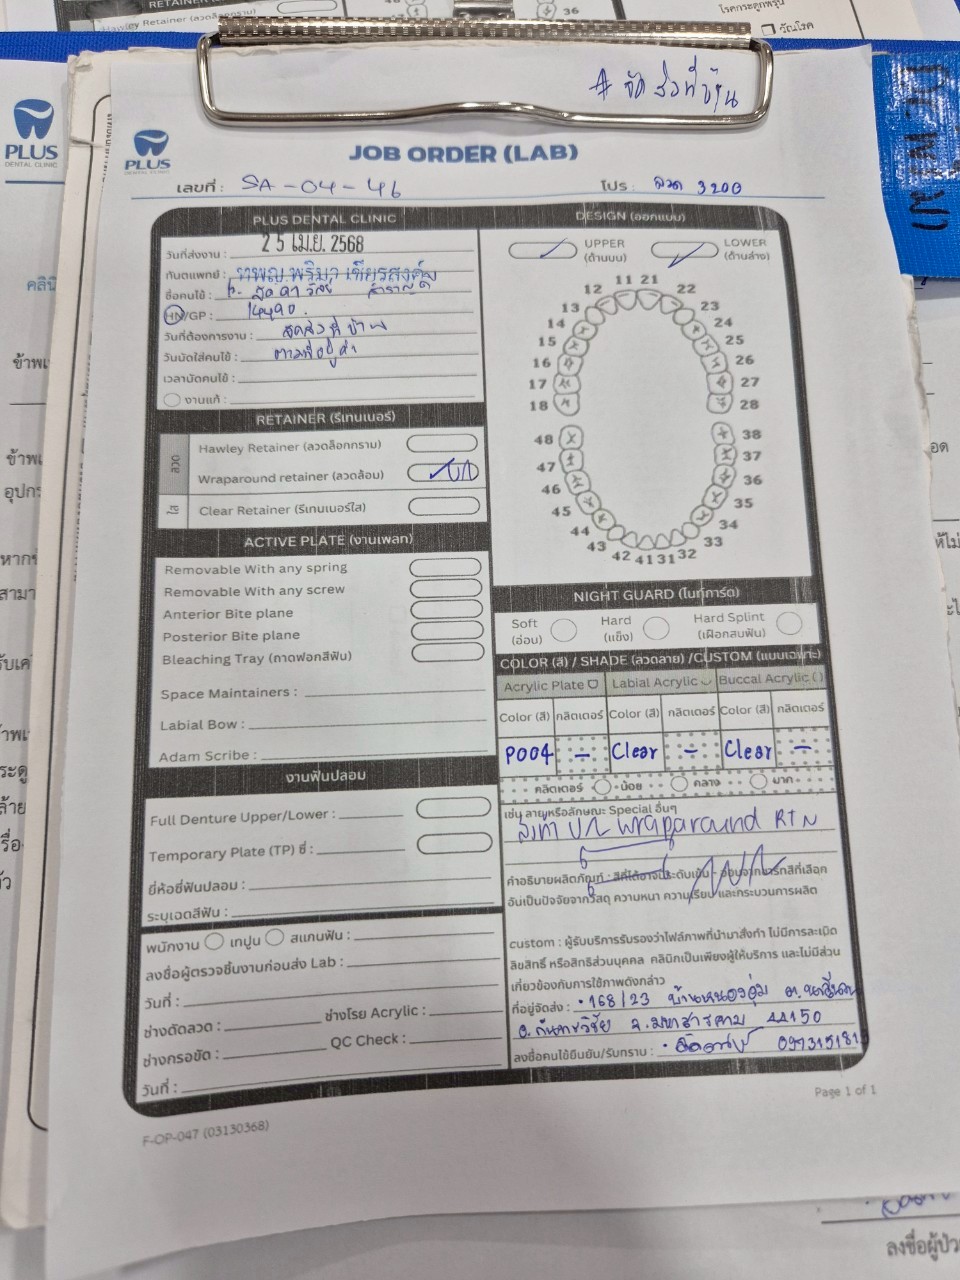 # จัดส่งที่บ้าน
PLUS
DENTAL CLINIC
JOB ORDER (LAB)
เลขที่ : SA-04-46
โปร : ลวด 3200
PLUS DENTAL CLINIC
วันที่ส่งงาน : 25 เม.ย. 2568
ทันตแพทย์ : ทพญ.พริมา เชียรสงค์
ชื่อคนไข้ :
HN/GP : 14490
วันที่ต้องการงาน : จัดส่งที่บ้าน
วันนัดใส่คนไข้ :
เวลานัดคนไข้ :
งานแก้ :
RETAINER (รีเทนเนอร์)
ลวด
Hawley Retainer (ลวดล็อกกราม)
Wraparound retainer (ลวดล้อม) U/L
ใส
Clear Retainer (รีเทนเนอร์ใส)
ACTIVE PLATE (งานเพลท)
Removable With any spring
Removable With any screw
Anterior Bite plane
Posterior Bite plane
Bleaching Tray (ถาดฟอกสีฟัน)
Space Maintainers :
Labial Bow :
Adam Scribe :
งานฟันปลอม
Full Denture Upper/Lower :
Temporary Plate (TP) ซี่ :
ยี่ห้อซี่ฟันปลอม :
ระบุเฉดสีฟัน :
พนักงาน เทปูน สแกนฟัน :
ลงชื่อผู้ตรวจชิ้นงานก่อนส่ง Lab :
วันที่ :
ช่างดัดลวด : ช่างโรย Acrylic :
ช่างกรอขัด : QC Check :
วันที่ :
DESIGN (ออกแบบ)
UPPER (ด้านบน)
LOWER (ด้านล่าง)
11 21
12 22
13 23
14 24
15 25
16 26
17 27
18 28
48 38
47 37
46 36
45 35
44 34
43 33
42 41 31 32
NIGHT GUARD (ไนท์การ์ด)
Soft (อ่อน)
Hard (แข็ง)
Hard Splint (เฝือกสบฟัน)
COLOR (สี) / SHADE (ลวดลาย) /CUSTOM (แบบเฉพาะ)
Acrylic Plate Labial Acrylic Buccal Acrylic
Color (สี) กลิตเตอร์ Color (สี) กลิตเตอร์ Color (สี) กลิตเตอร์
P004 - Clear - Clear -
กลิตเตอร์ น้อย กลาง มาก
เช่น ลายหรือลักษณะ Special อื่นๆ
สั่งทำ U/L wraparound RTN
คำอธิบายผลิตภัณฑ์ : สีที่ได้อาจมีระดับเข้ม - อ่อนจากชาร์ทสีที่เลือก
อันเป็นปัจจัยจากวัสดุ ความหนา ความเรียบ และกระบวนการผลิต
custom : ผู้รับบริการรับรองว่าไฟล์ภาพที่นำมาสั่งทำ ไม่มีการละเมิด
ลิขสิทธิ์ หรือสิทธิส่วนบุคคล คลินิกเป็นเพียงผู้ให้บริการ และไม่มีส่วน
เกี่ยวข้องกับการใช้ภาพดังกล่าว
ที่อยู่จัดส่ง : 168/23 บ้านหนองอุ่ม ต.นาสีนวน
อ.กันทรวิชัย จ.มหาสารคาม 44150
ลงชื่อคนไข้ยืนยัน/รับทราบ :
Page 1 of 1
F-OP-047 (03130368)